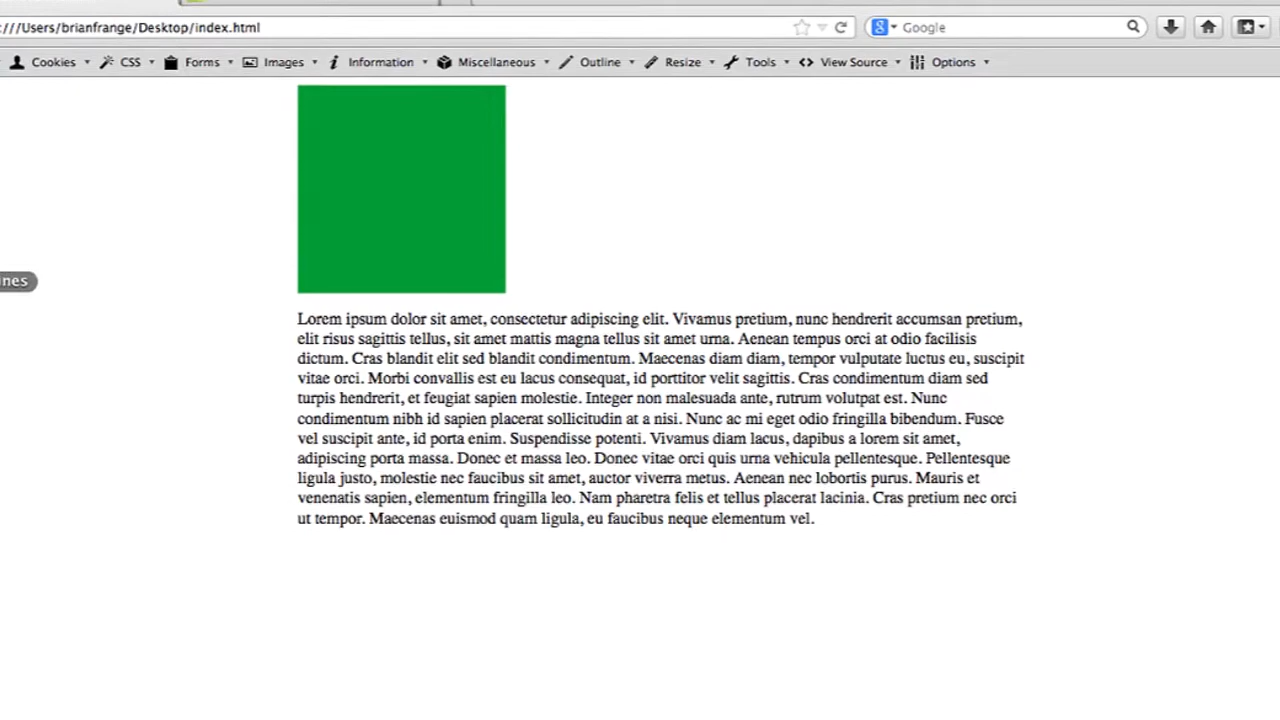 :///Users/brianfrange/Desktop/index.html
Google
Cookies CSS Forms Images Information Miscellaneous Outline Resize Tools View Source Options
Lorem ipsum dolor sit amet, consectetur adipiscing elit. Vivamus pretium, nunc hendrerit accumsan pretium,
elit risus sagittis tellus, sit amet mattis magna tellus sit amet urna. Aenean tempus orci at odio facilisis
dictum. Cras blandit elit sed blandit condimentum. Maecenas diam diam, tempor vulputate luctus eu, suscipit
vitae orci. Morbi convallis est eu lacus consequat, id porttitor velit sagittis. Cras condimentum diam sed
turpis hendrerit, et feugiat sapien molestie. Integer non malesuada ante, rutrum volutpat est. Nunc
condimentum nibh id sapien placerat sollicitudin at a nisi. Nunc ac mi eget odio fringilla bibendum. Fusce
vel suscipit ante, id porta enim. Suspendisse potenti. Vivamus diam lacus, dapibus a lorem sit amet,
adipiscing porta massa. Donec et massa leo. Donec vitae orci quis urna vehicula pellentesque. Pellentesque
ligula justo, molestie nec faucibus sit amet, auctor viverra metus. Aenean nec lobortis purus. Mauris et
venenatis sapien, elementum fringilla leo. Nam pharetra felis et tellus placerat lacinia. Cras pretium nec orci
ut tempor. Maecenas euismod quam ligula, eu faucibus neque elementum vel.